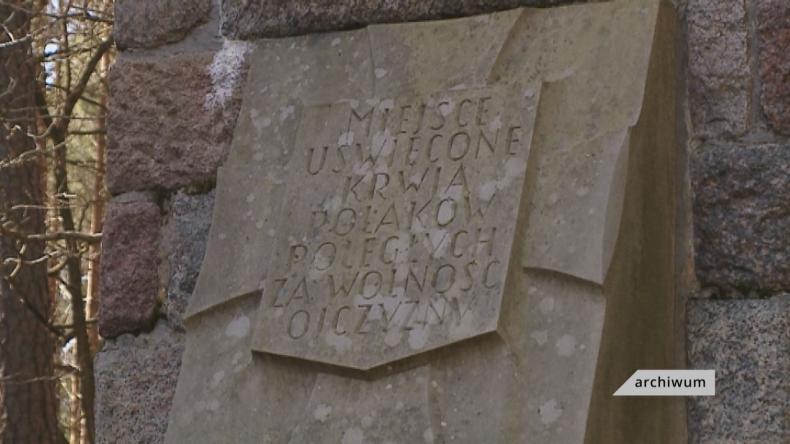 MIEJSCE
UŚWIĘCONE
KRWIĄ
POLAKÓW
POLEGŁYCH
ZA WOLNOŚĆ
OJCZYZNY
archiwum